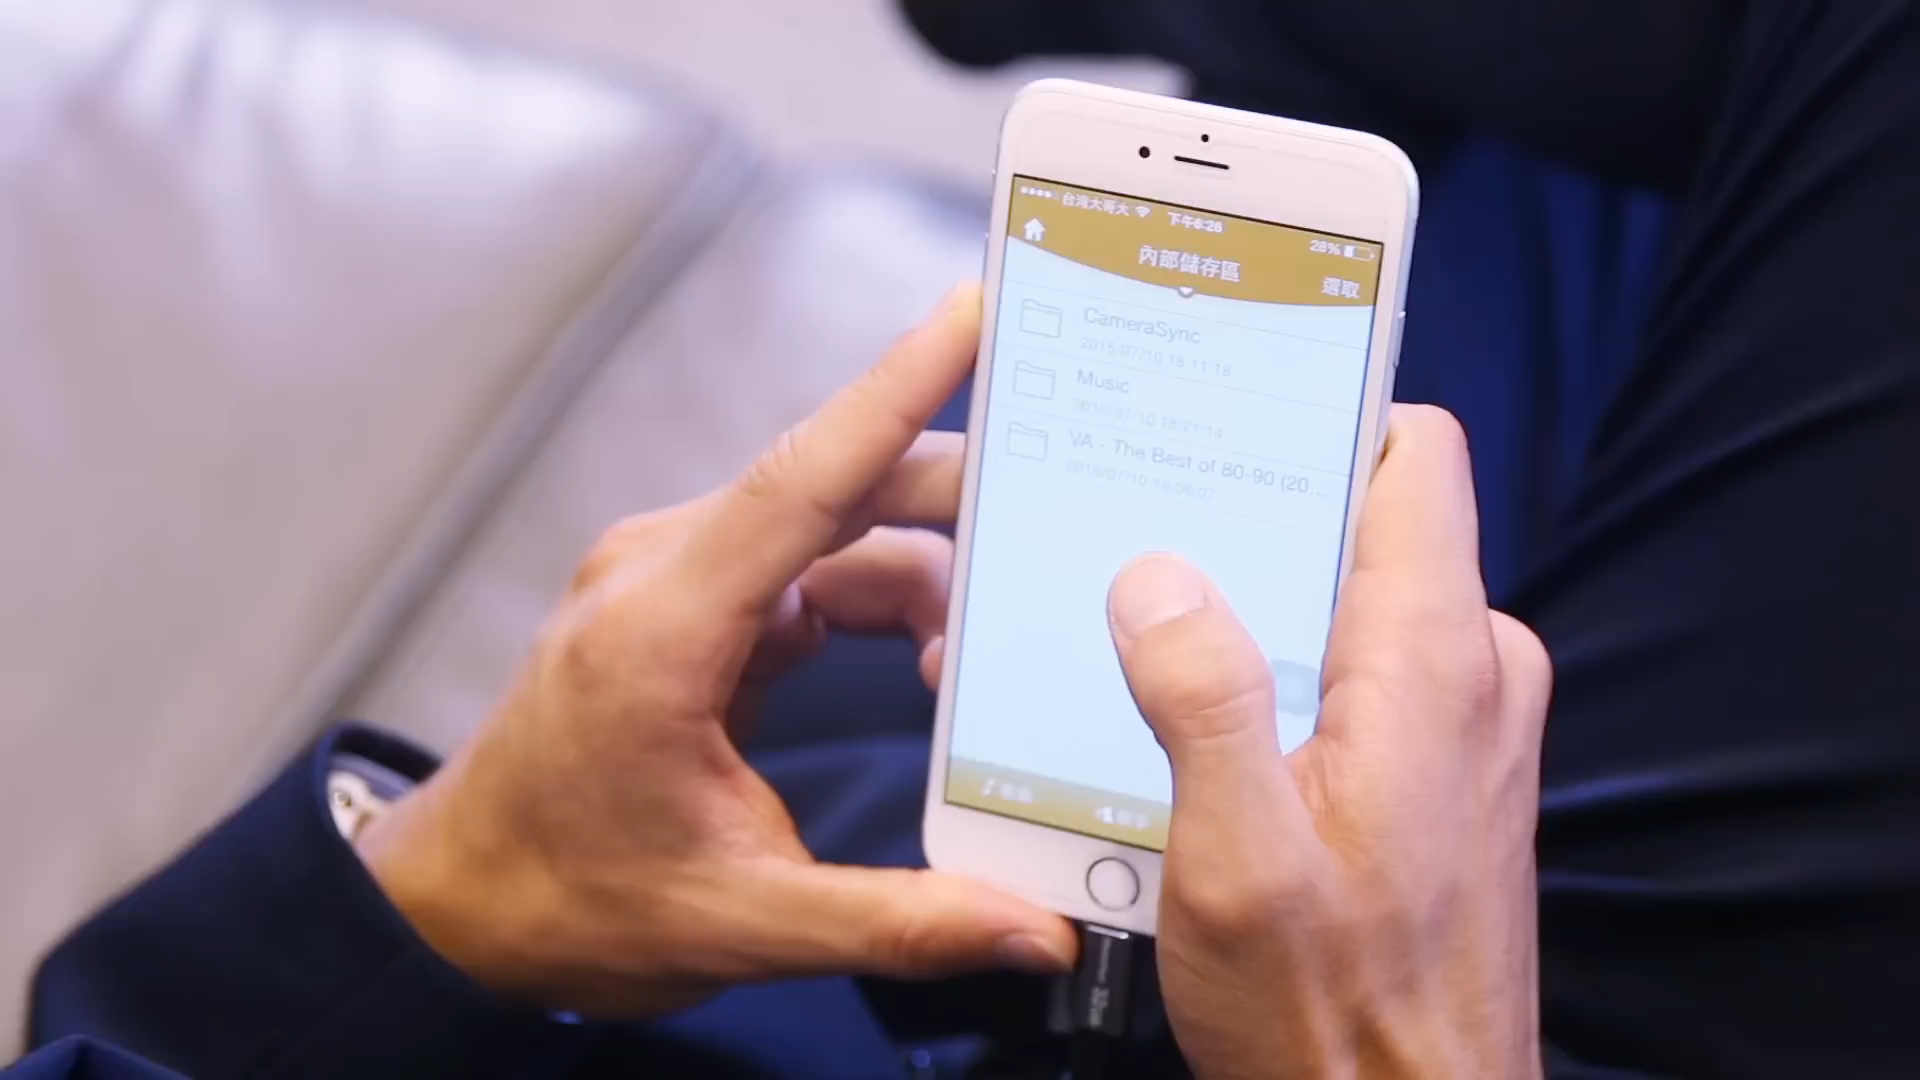 台灣大哥大 下午6:26 28%
內部儲存區
選取
CameraSync
2015/07/10 15:11:18
Music
VA - The Best of 80-90 (20...